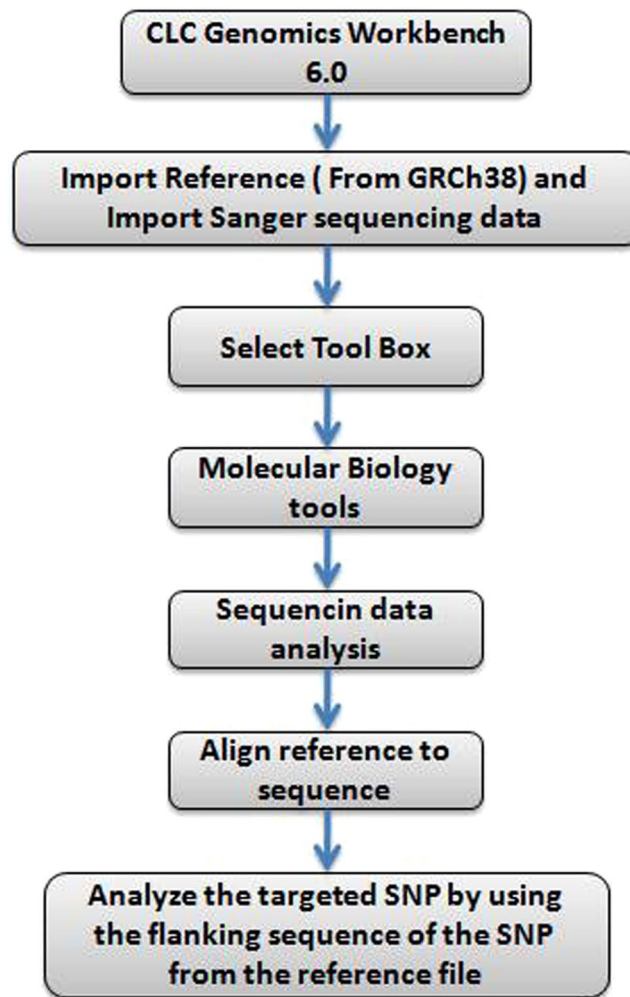 CLC Genomics Workbench
6.0
Import Reference ( From GRCh38) and
Import Sanger sequencing data
Select Tool Box
Molecular Biology
tools
Sequencin data
analysis
Align reference to
sequence
Analyze the targeted SNP by using
the flanking sequence of the SNP
from the reference file